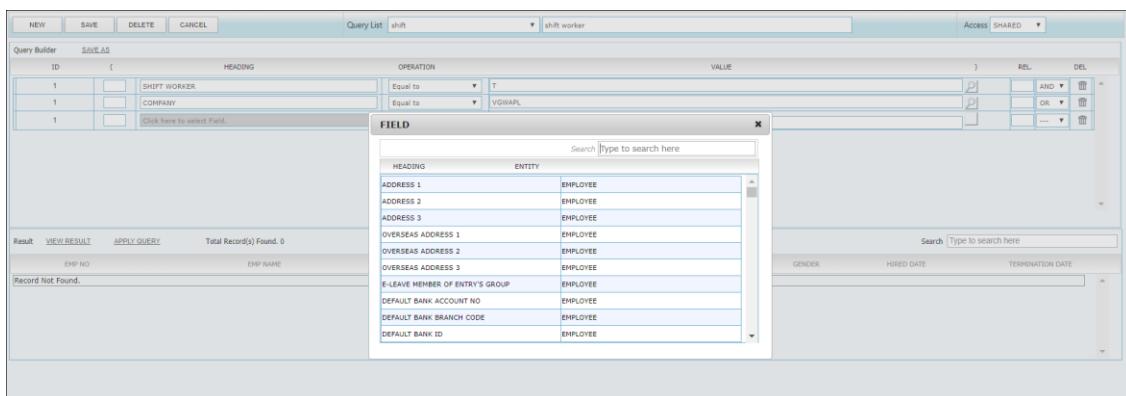 NEW SAVE DELETE CANCEL Query List shift shift worker Access SHARED
Query Builder SAVE AS
ID ( HEADING OPERATION VALUE ) REL. DEL
1 SHIFT WORKER Equal to T AND
1 COMPANY Equal to VGWAPL OR
1 Click here to select Field. ---
FIELD
Search Type to search here
HEADING ENTITY
ADDRESS 1 EMPLOYEE
ADDRESS 2 EMPLOYEE
ADDRESS 3 EMPLOYEE
OVERSEAS ADDRESS 1 EMPLOYEE
OVERSEAS ADDRESS 2 EMPLOYEE
OVERSEAS ADDRESS 3 EMPLOYEE
E-LEAVE MEMBER OF ENTRY'S GROUP EMPLOYEE
DEFAULT BANK ACCOUNT NO EMPLOYEE
DEFAULT BANK BRANCH CODE EMPLOYEE
DEFAULT BANK ID EMPLOYEE
Result VIEW RESULT APPLY QUERY Total Record(s) Found. 0 Search Type to search here
EMP NO EMP NAME GENDER HIRED DATE TERMINATION DATE
Record Not Found.